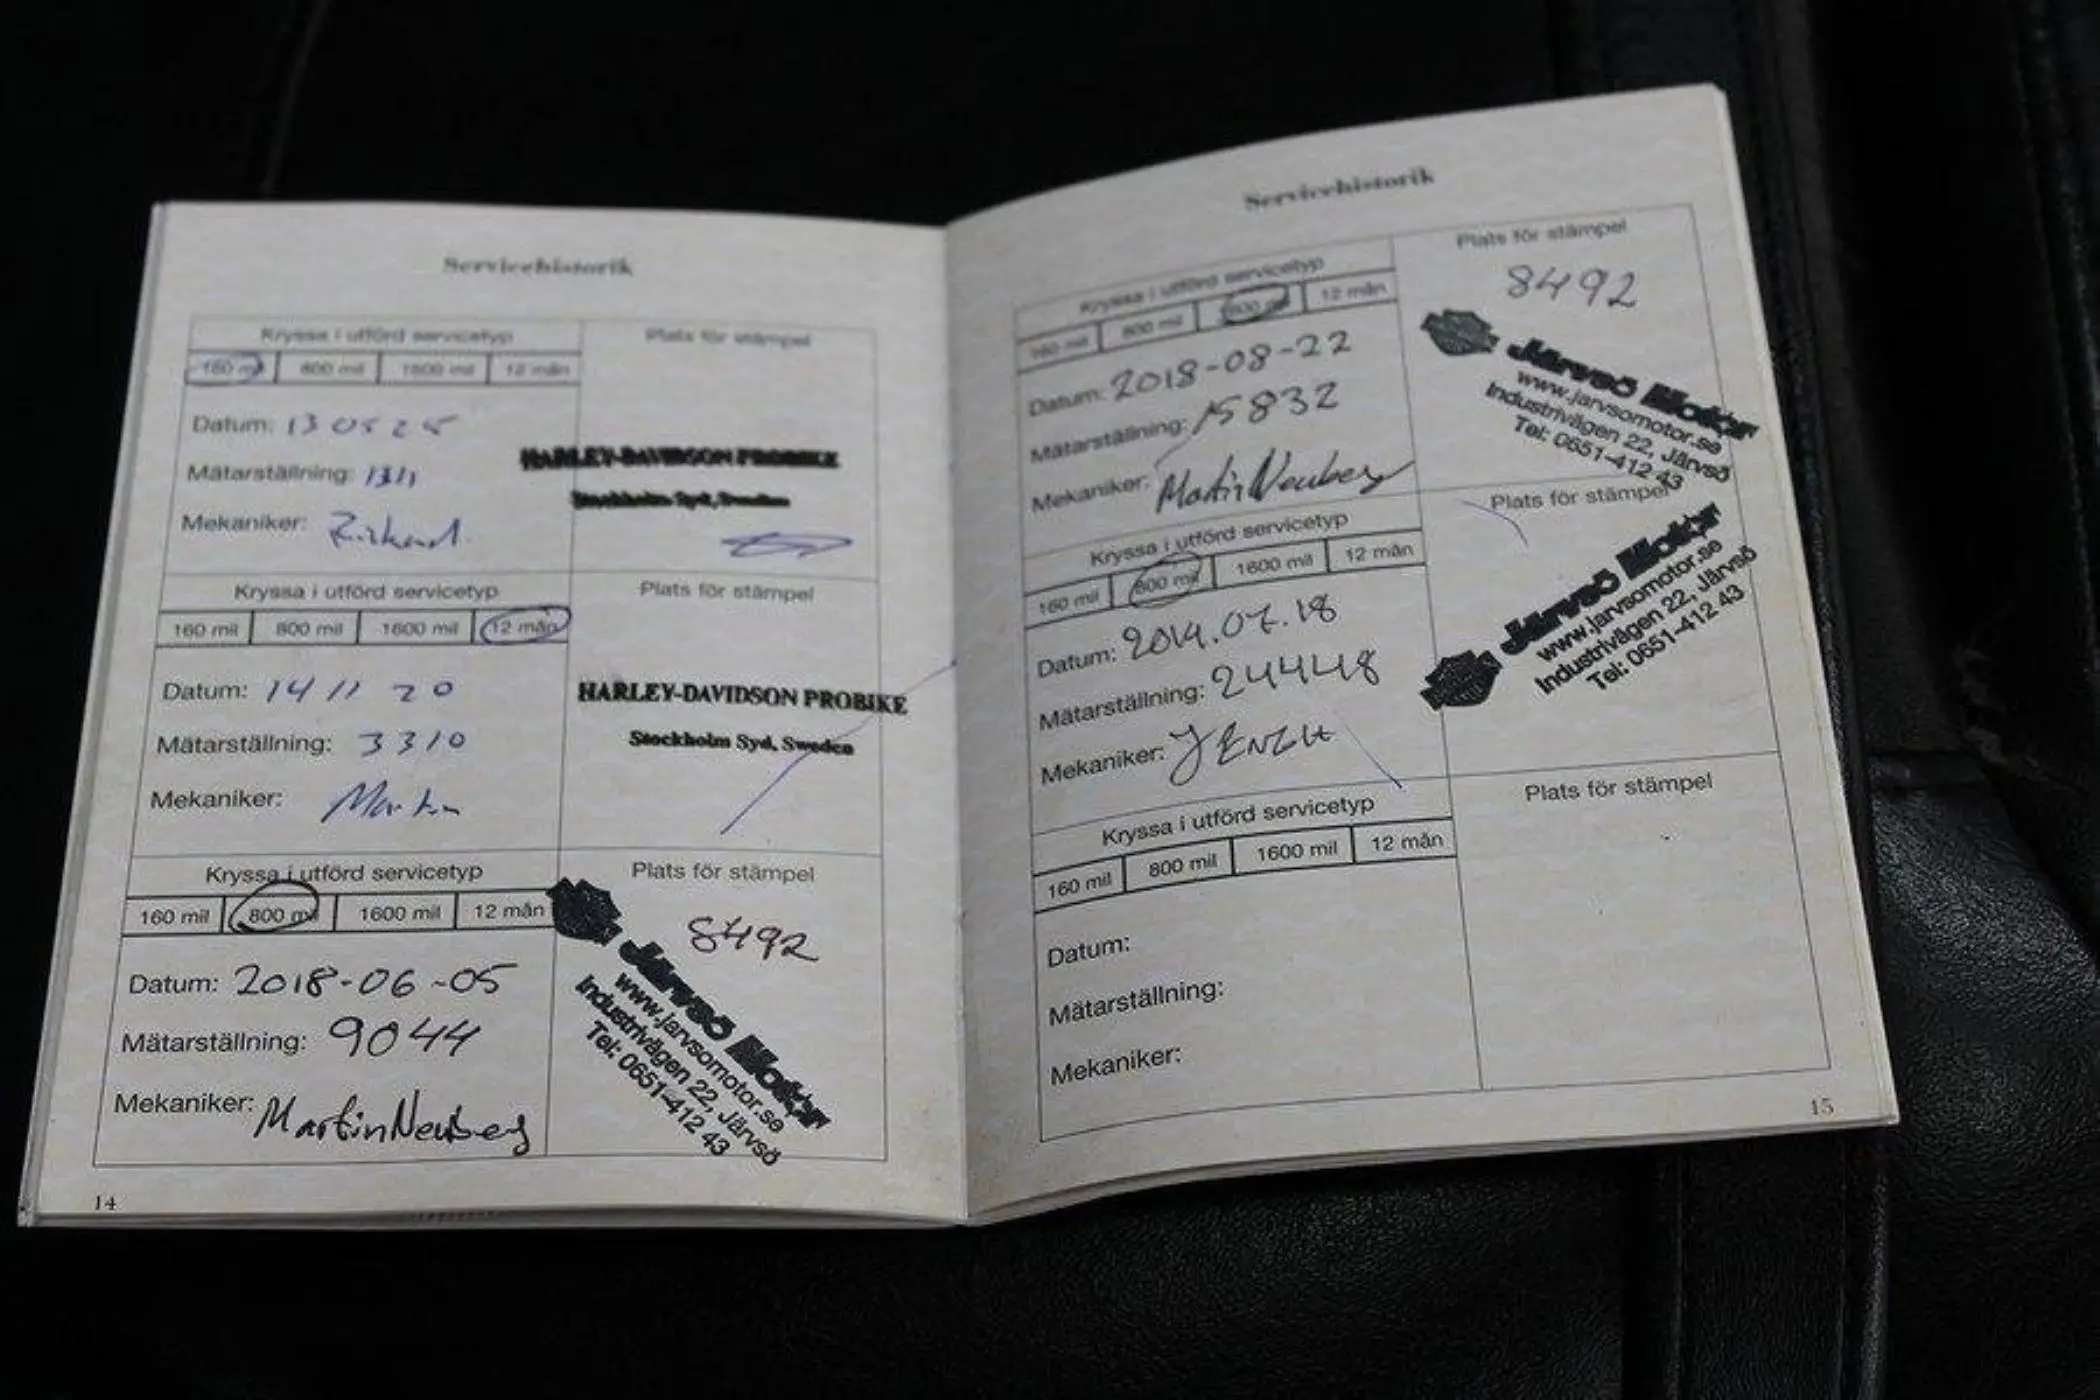 Servicehistorik
Kryssa i utförd servicetyp
160 mil 800 mil 1600 mil 12 mån
Plats för stämpel
Datum: 13 05 25
Mätarställning: 1311
Mekaniker:
HARLEY-DAVIDSON PROBIKE
Stockholm Syd, Sweden
Kryssa i utförd servicetyp
160 mil 800 mil 1600 mil 12 mån
Plats för stämpel
Datum: 14 11 20
Mätarställning: 3310
Mekaniker: Martin
HARLEY-DAVIDSON PROBIKE
Stockholm Syd, Sweden
Kryssa i utförd servicetyp
160 mil 800 mil 1600 mil 12 mån
Plats för stämpel
8492
Datum: 2018-06-05
Mätarställning: 9044
Mekaniker: Martin Neuberg
Järvsö Motor
www.jarvsomotor.se
Industrivägen 22, Järvsö
Tel: 0651-412 43
14
Servicehistorik
Kryssa i utförd servicetyp
160 mil 800 mil 1600 mil 12 mån
Plats för stämpel
8492
Datum: 2018-08-22
Mätarställning: 15832
Mekaniker: Martin Neuberg
Järvsö Motor
www.jarvsomotor.se
Industrivägen 22, Järvsö
Tel: 0651-412 43
Kryssa i utförd servicetyp
160 mil 800 mil 1600 mil 12 mån
Plats för stämpel
Datum: 2019.07.18
Mätarställning: 24448
Mekaniker:
Järvsö Motor
www.jarvsomotor.se
Industrivägen 22, Järvsö
Tel: 0651-412 43
Kryssa i utförd servicetyp
160 mil 800 mil 1600 mil 12 mån
Plats för stämpel
Datum:
Mätarställning:
Mekaniker:
15